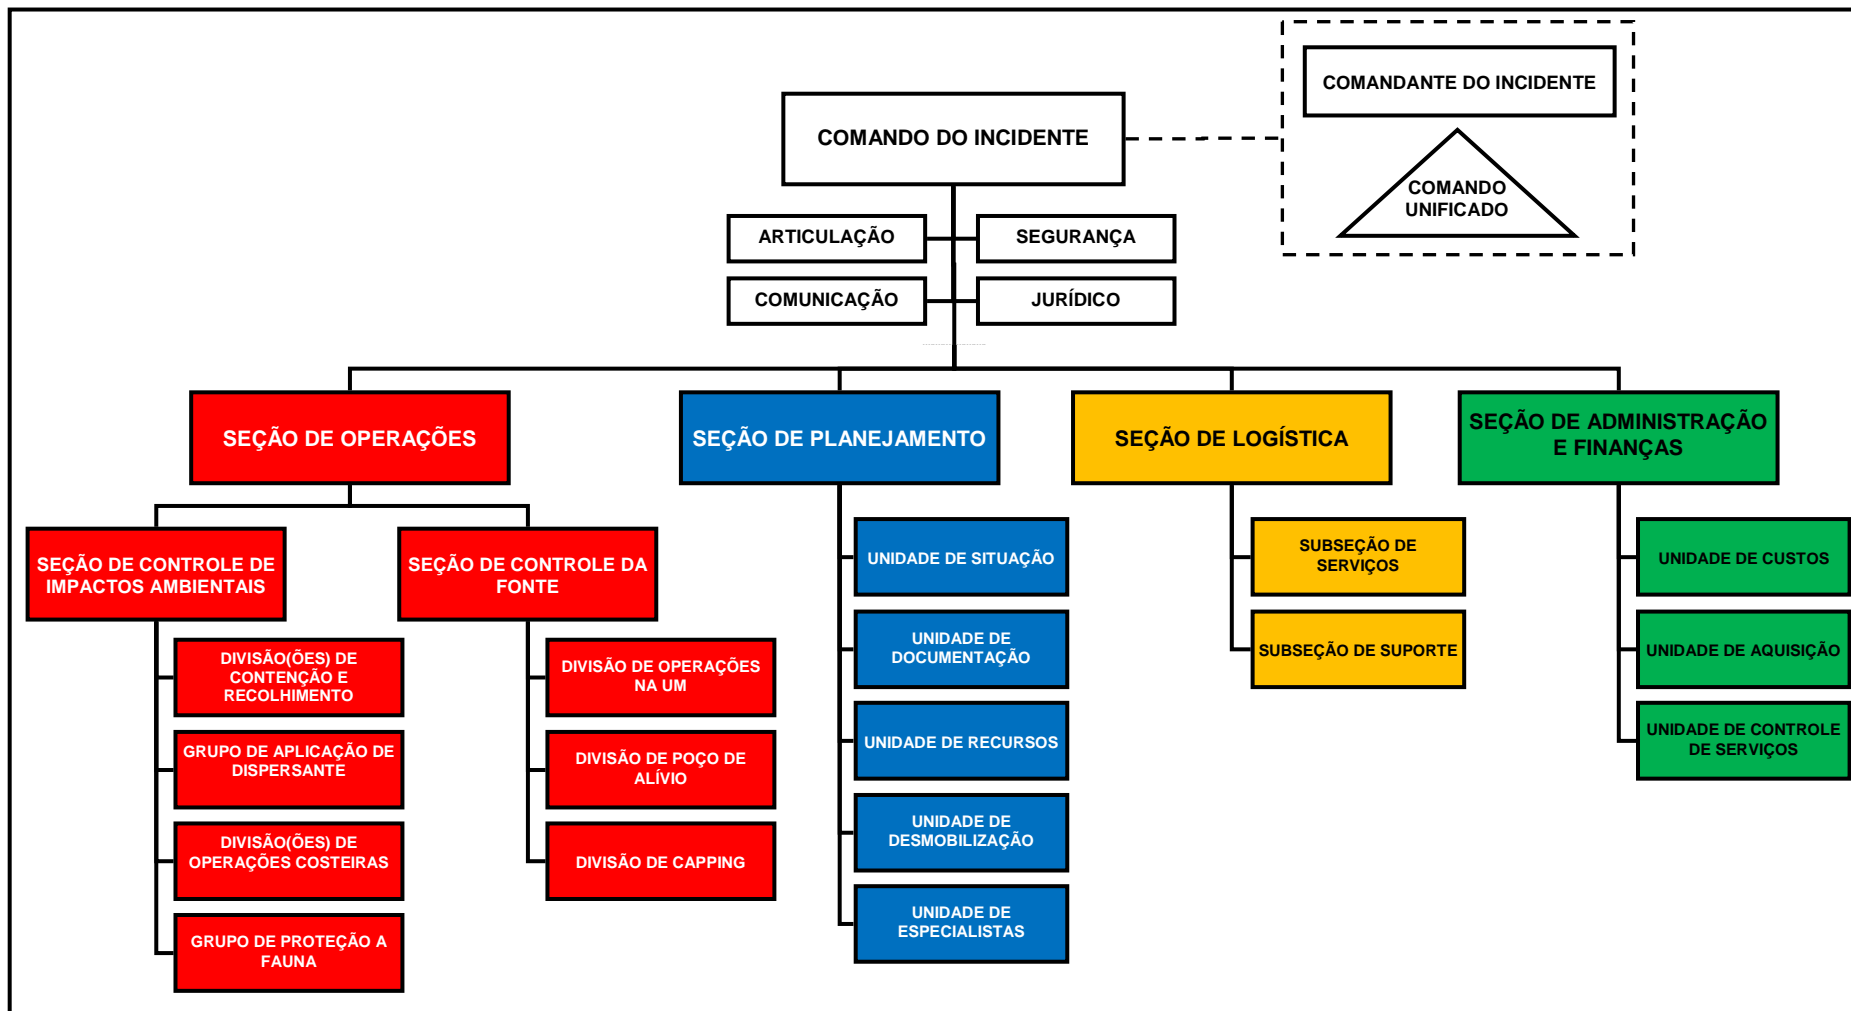 COMANDANTE DO INCIDENTE
COMANDO DO INCIDENTE
COMANDO
UNIFICADO
ARTICULAÇÃO
SEGURANÇA
COMUNICAÇÃO
JURÍDICO
SEÇÃO DE OPERAÇÕES
SEÇÃO DE PLANEJAMENTO
SEÇÃO DE LOGÍSTICA
SEÇÃO DE ADMINISTRAÇÃO
E FINANÇAS
SEÇÃO DE CONTROLE DE
IMPACTOS AMBIENTAIS
SEÇÃO DE CONTROLE DA
FONTE
DIVISÃO(ÕES) DE
CONTENÇÃO E
RECOLHIMENTO
GRUPO DE APLICAÇÃO DE
DISPERSANTE
DIVISÃO(ÕES) DE
OPERAÇÕES COSTEIRAS
GRUPO DE PROTEÇÃO A
FAUNA
DIVISÃO DE OPERAÇÕES
NA UM
DIVISÃO DE POÇO DE
ALÍVIO
DIVISÃO DE CAPPING
UNIDADE DE SITUAÇÃO
UNIDADE DE
DOCUMENTAÇÃO
UNIDADE DE RECURSOS
UNIDADE DE
DESMOBILIZAÇÃO
UNIDADE DE
ESPECIALISTAS
SUBSEÇÃO DE
SERVIÇOS
SUBSEÇÃO DE SUPORTE
UNIDADE DE CUSTOS
UNIDADE DE AQUISIÇÃO
UNIDADE DE CONTROLE
DE SERVIÇOS